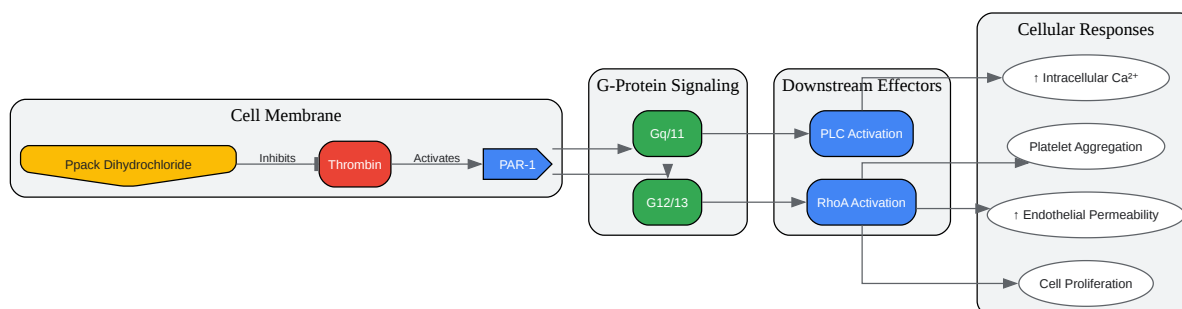 Cell Membrane
Ppack Dihydrochloride
Inhibits
Thrombin
Activates
PAR-1
G-Protein Signaling
Gq/11
G12/13
Downstream Effectors
PLC Activation
RhoA Activation
Cellular Responses
↑ Intracellular Ca²⁺
Platelet Aggregation
↑ Endothelial Permeability
Cell Proliferation